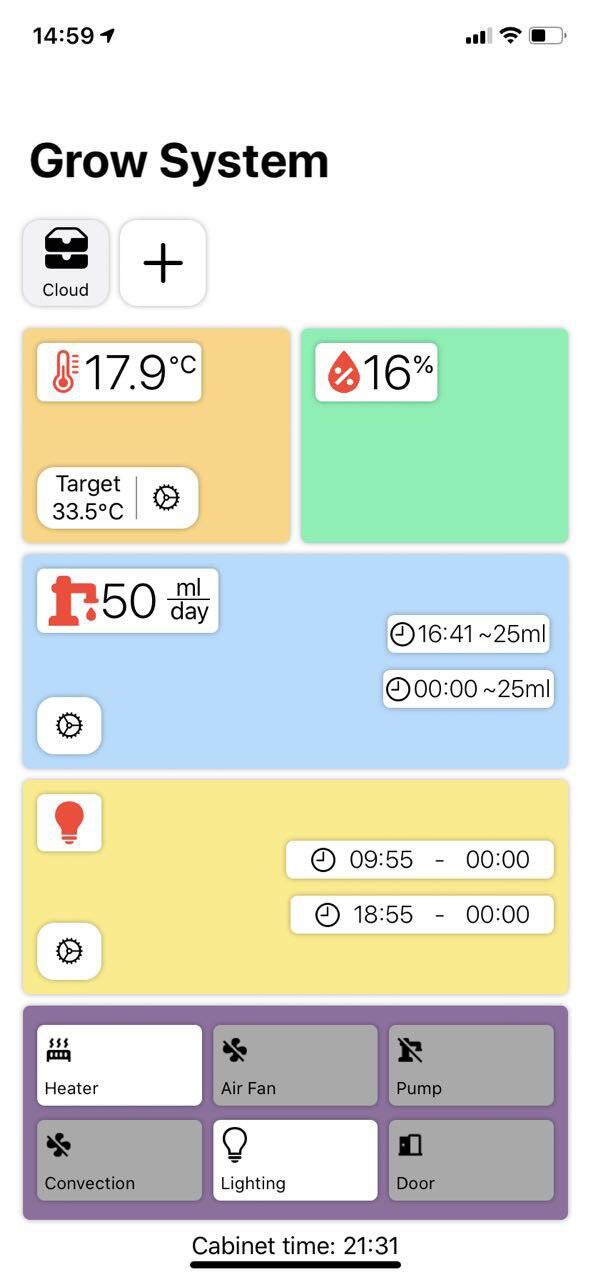 14:59
Grow System
Cloud
17.9°C
16%
Target
33.5°C
50 ml/day
16:41 ~25ml
00:00 ~25ml
09:55 - 00:00
18:55 - 00:00
Heater
Air Fan
Pump
Convection
Lighting
Door
Cabinet time: 21:31